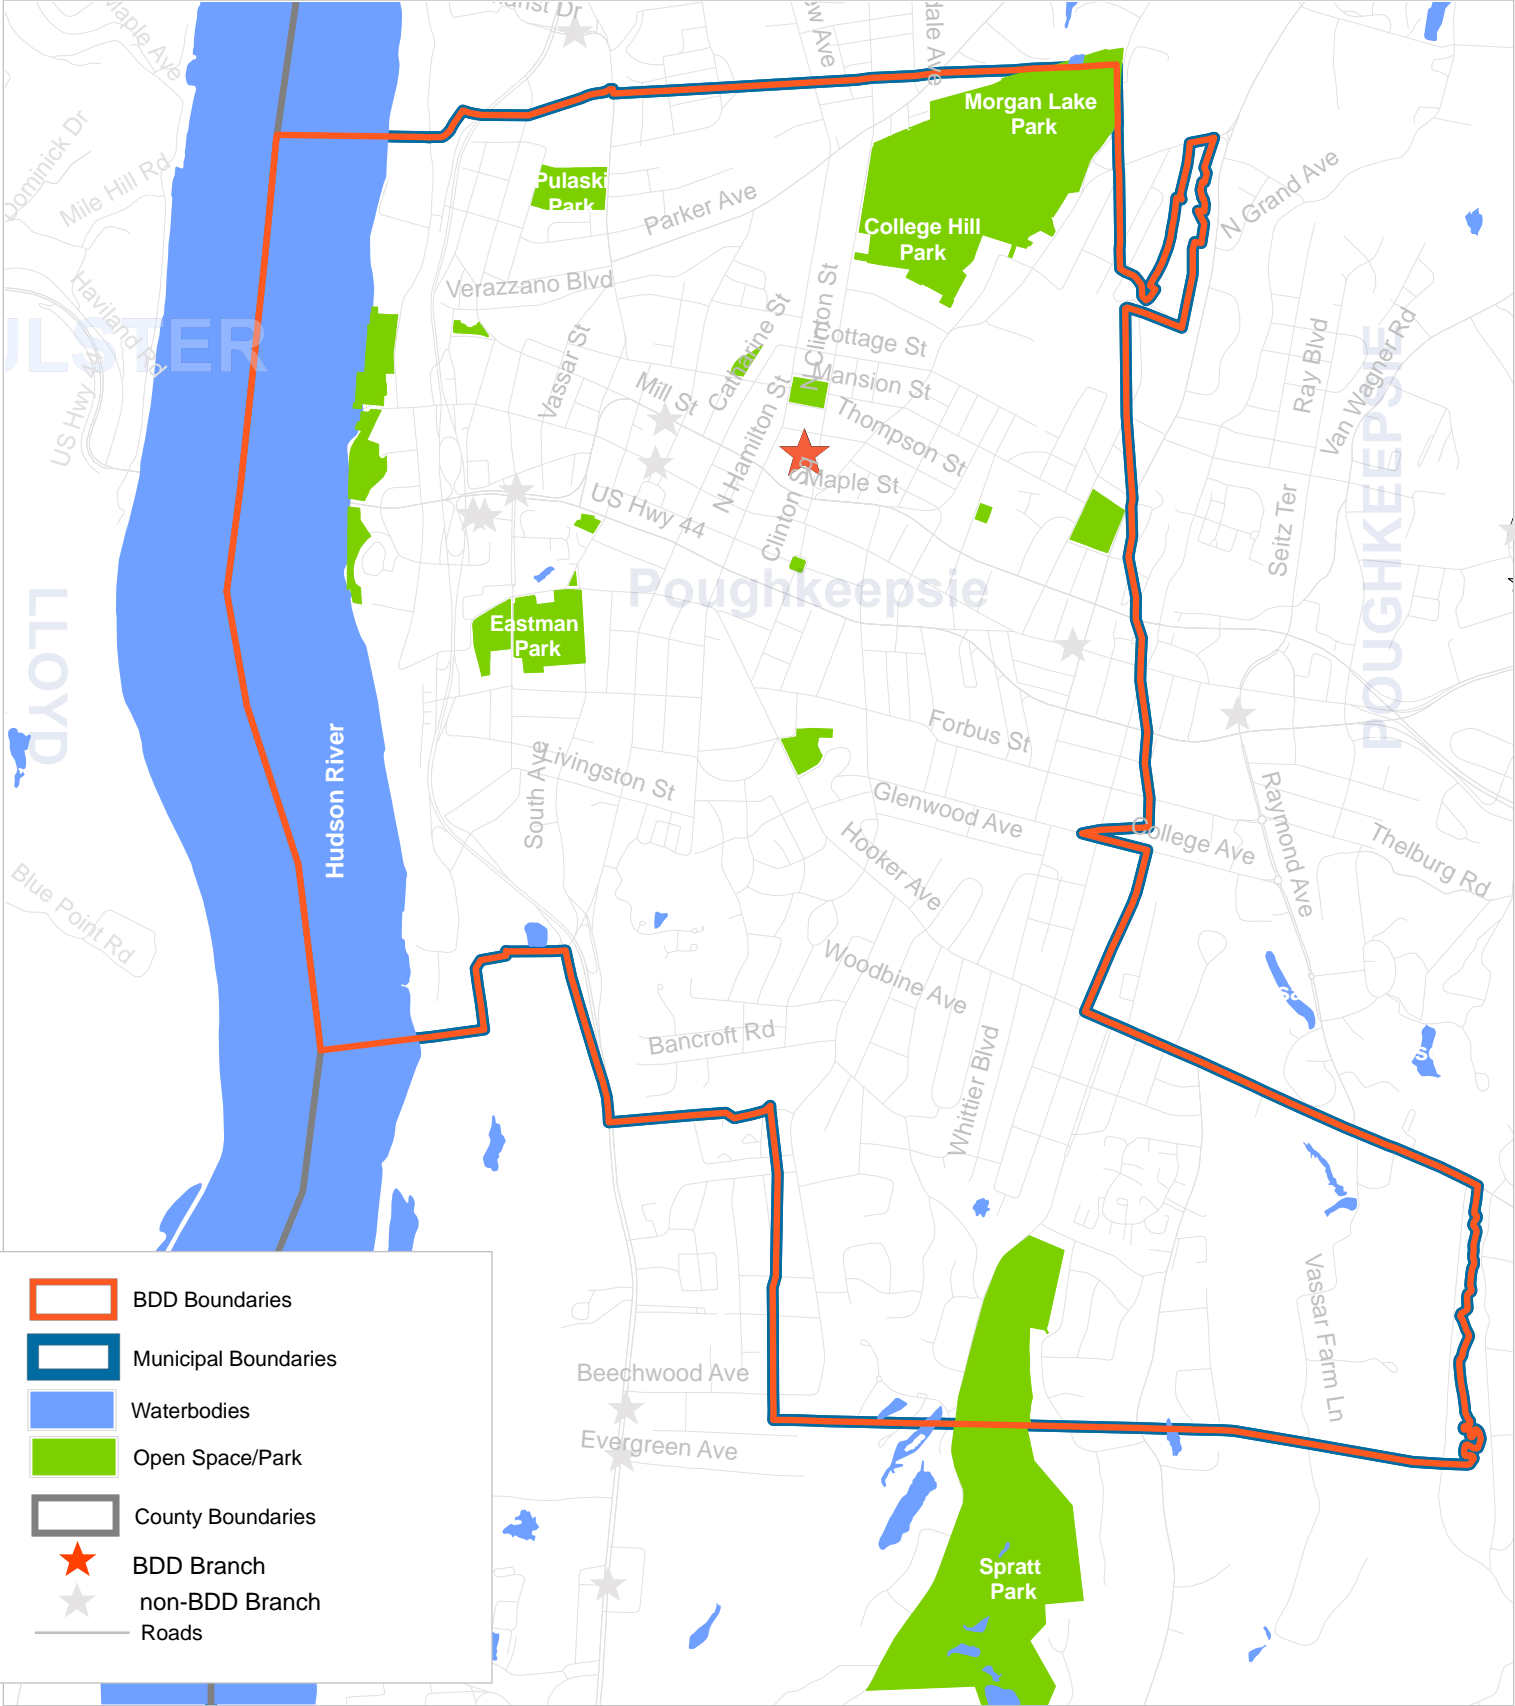 Maple Ave
Dominick Dr
Mile Hill Rd
Haviland Rd
US Hwy 44
Blue Point Rd
LLOYD
Hudson River
Morgan Lake
Park
College Hill
Park
Pulaski
Park
Parker Ave
Verazzano Blvd
N Grand Ave
Vassar St
Mill St
Catharine St
N Clinton St
Cottage St
Mansion St
Thompson St
N Hamilton St
Maple St
Clinton Sq
US Hwy 44
Ray Blvd
Van Wagner Rd
Seitz Ter
POUGHKEEPSIE
Poughkeepsie
Eastman
Park
Forbus St
South Ave
Livingston St
Glenwood Ave
Hooker Ave
College Ave
Raymond Ave
Thelburg Rd
Woodbine Ave
Bancroft Rd
Whittier Blvd
Vassar Farm Ln
Beechwood Ave
Evergreen Ave
Spratt
Park
BDD Boundaries
Municipal Boundaries
Waterbodies
Open Space/Park
County Boundaries
BDD Branch
non-BDD Branch
Roads